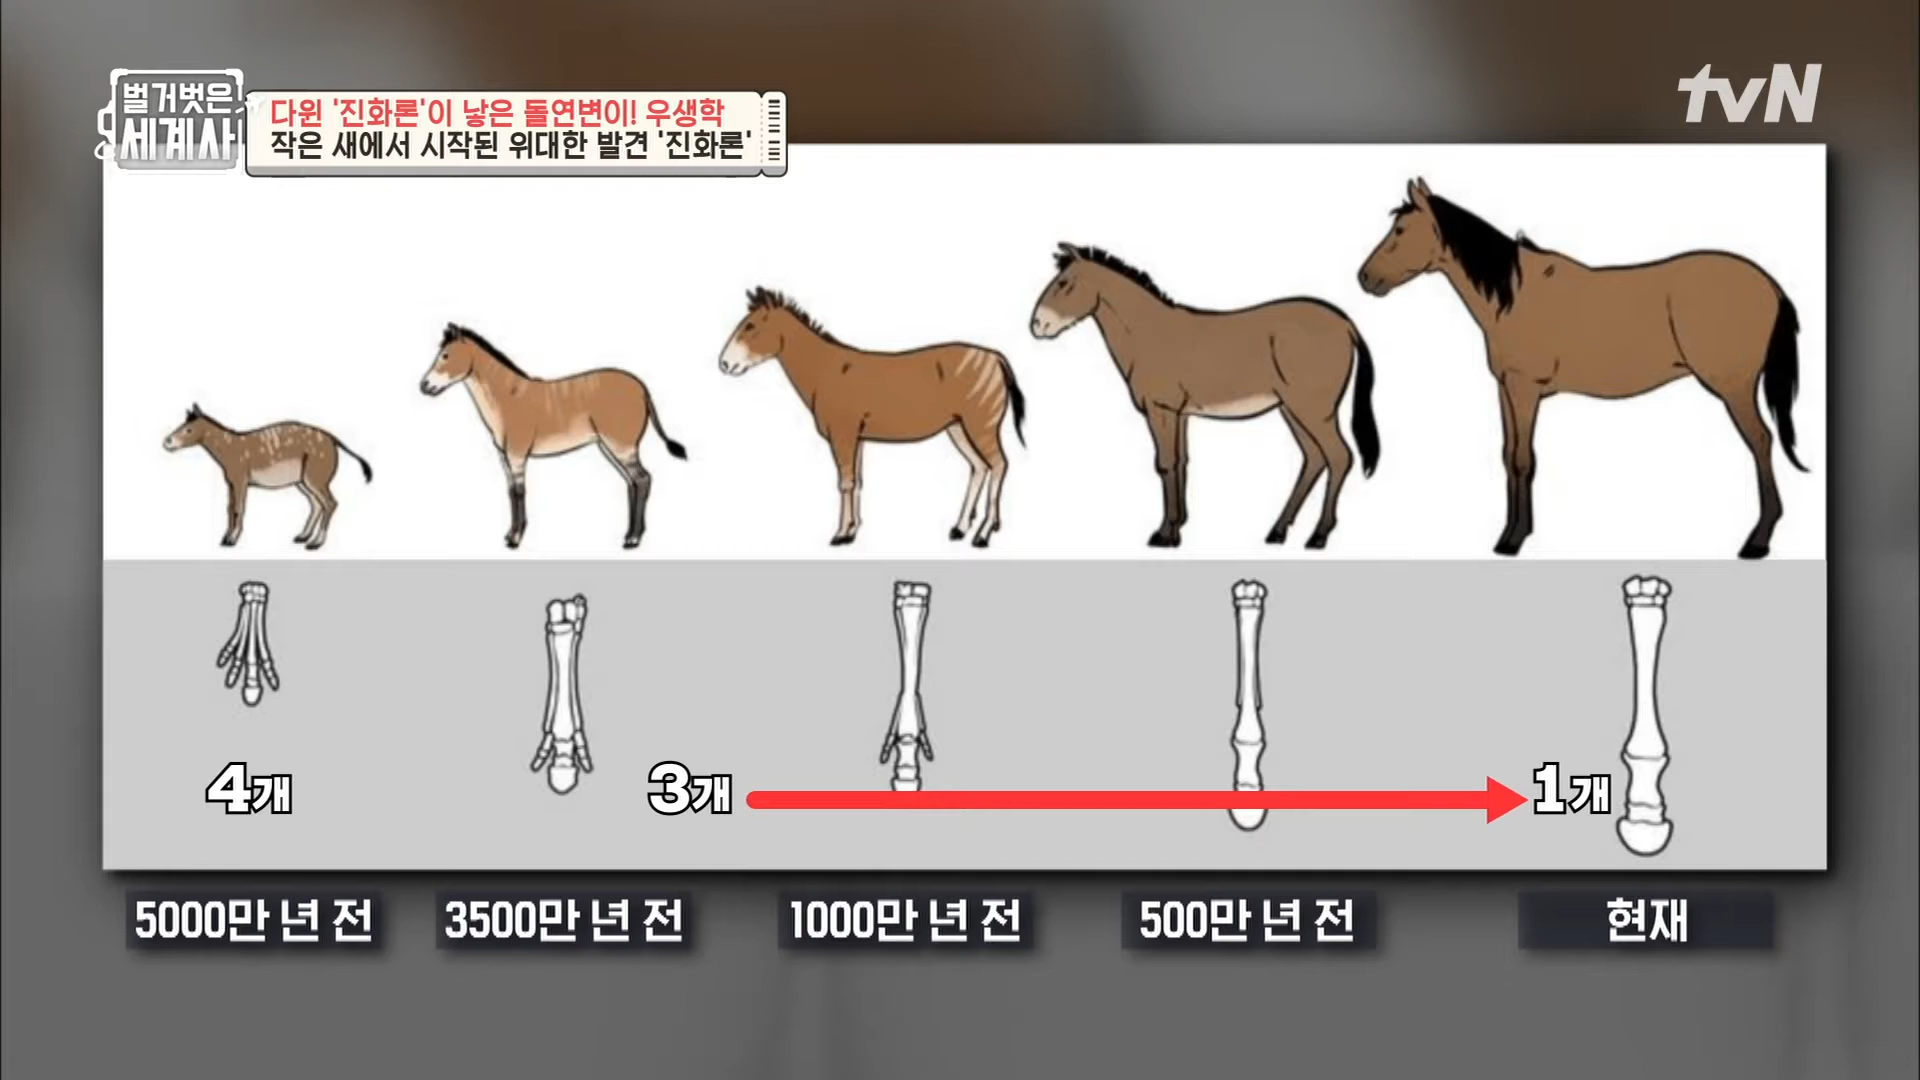 벌거벗은
세계사
다윈 '진화론'이 낳은 돌연변이! 우생학
작은 새에서 시작된 위대한 발견 '진화론'
tvN
4개
3개
1개
5000만 년 전
3500만 년 전
1000만 년 전
500만 년 전
현재